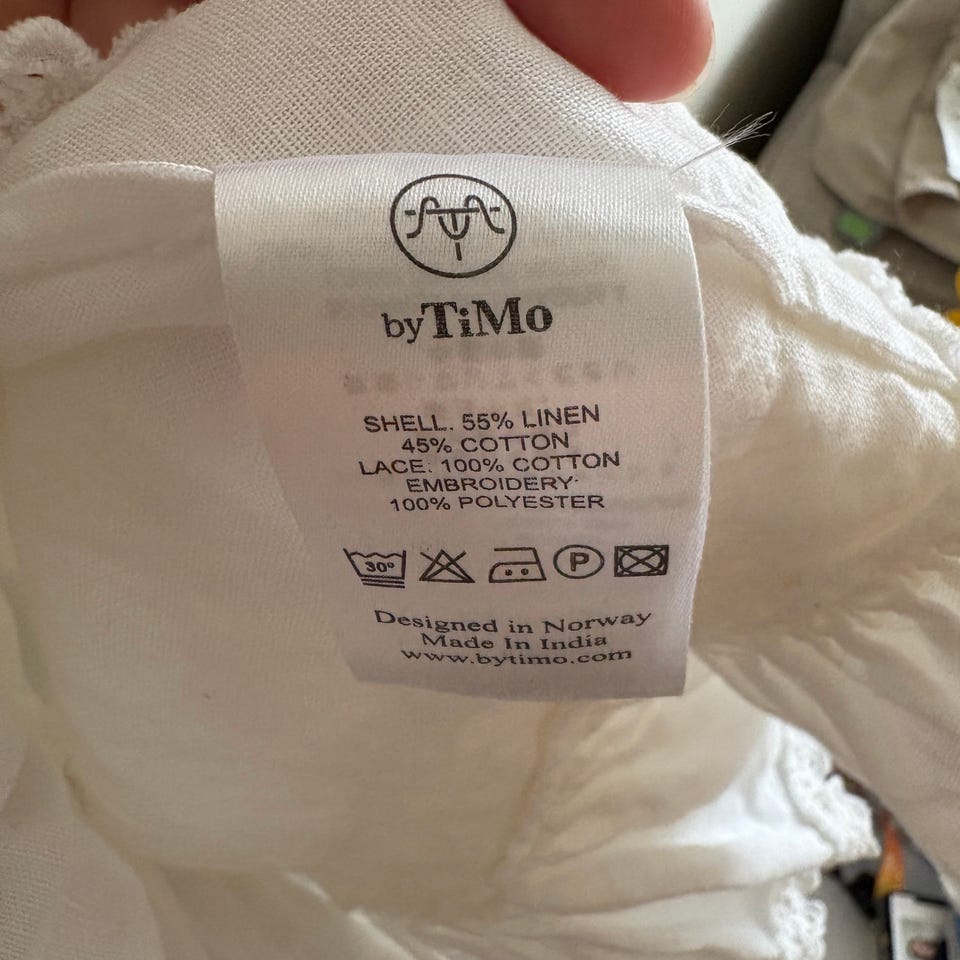 byTiMo
SHELL. 55% LINEN
45% COTTON
LACE: 100% COTTON
EMBROIDERY:
100% POLYESTER
30°
P
Designed in Norway
Made In India
www.bytimo.com